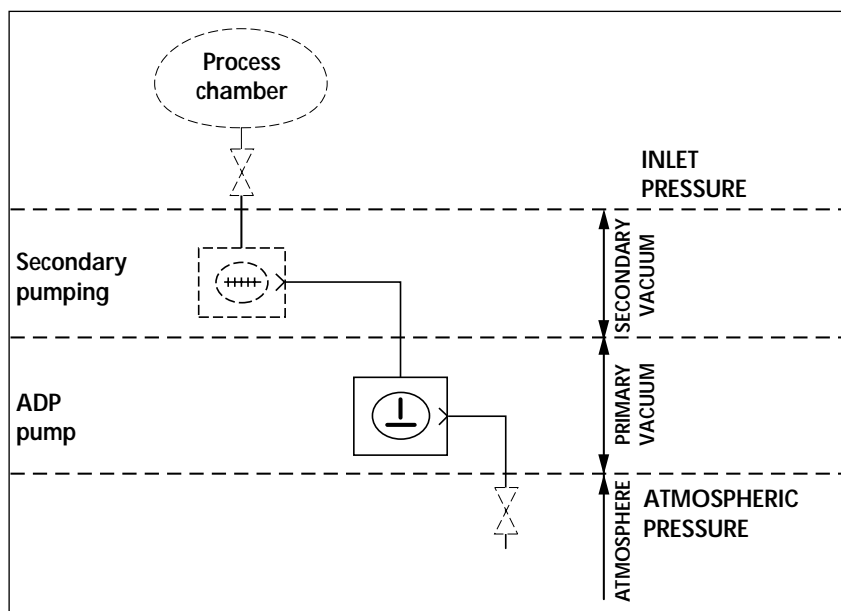 Process
chamber
INLET
PRESSURE
Secondary
pumping
SECONDARY
VACUUM
ADP
pump
PRIMARY
VACUUM
ATMOSPHERE
ATMOSPHERIC
PRESSURE